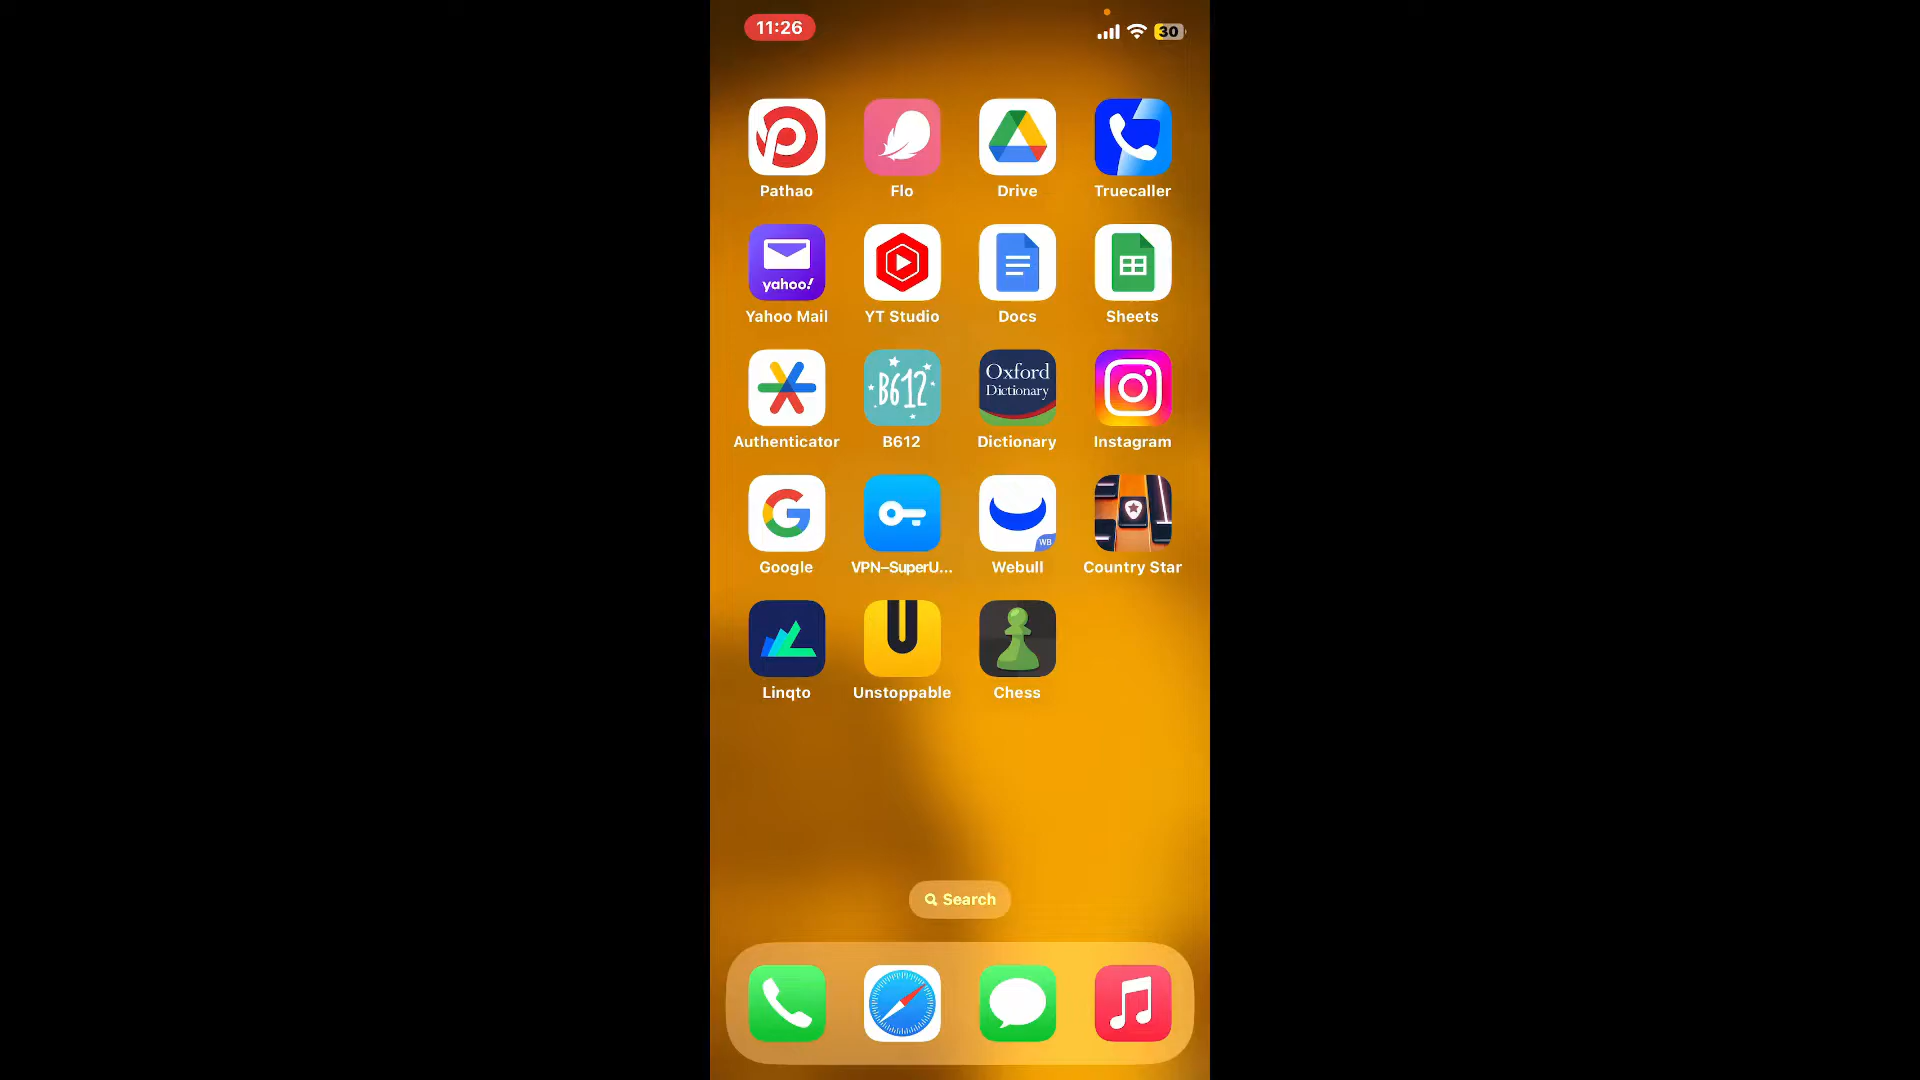 11:26
30
Pathao Flo Drive Truecaller
yahoo!
Yahoo Mail YT Studio Docs Sheets
B612 Oxford
Dictionary
Authenticator B612 Dictionary Instagram
WB
Google VPN–SuperU... Webull Country Star
Linqto Unstoppable Chess
Search